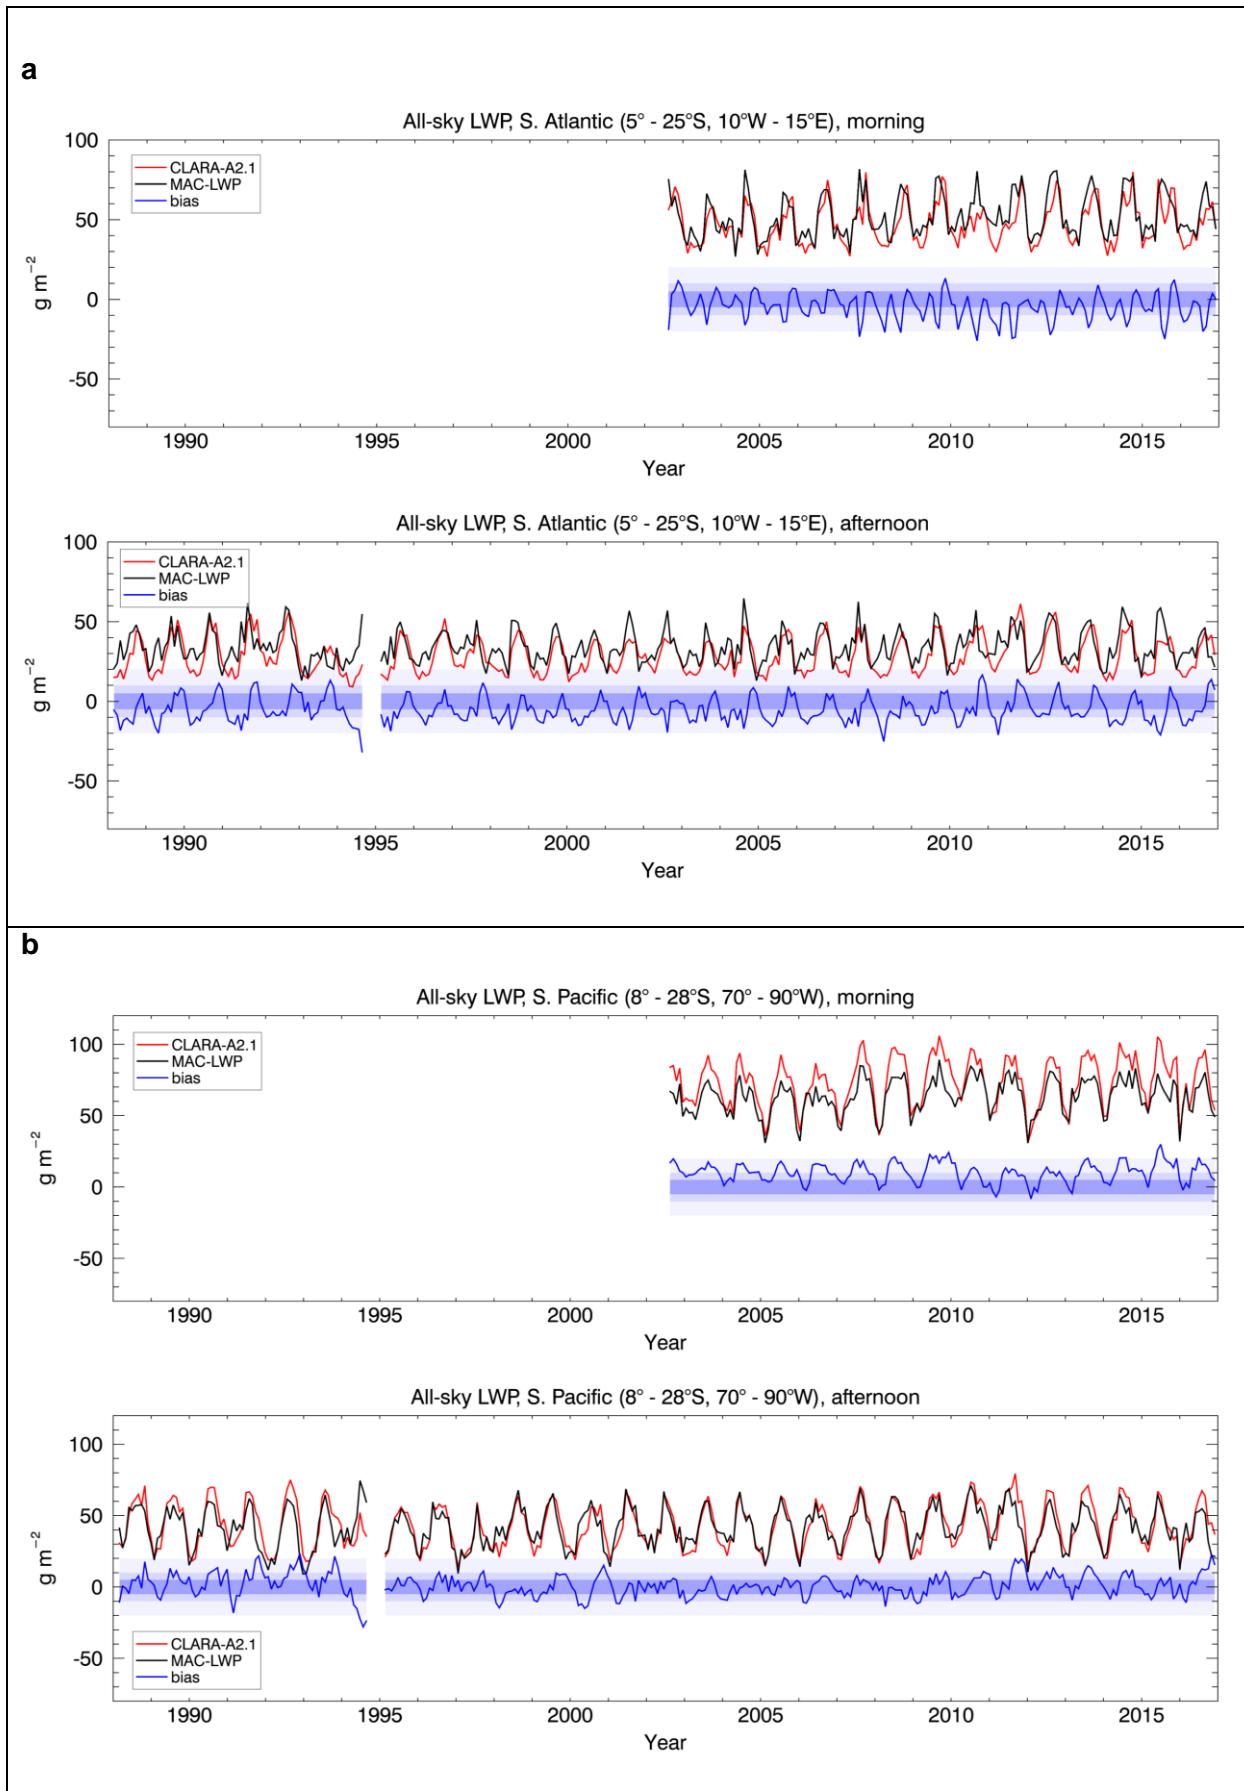 a
All-sky LWP, S. Atlantic (5° - 25°S, 10°W - 15°E), morning
CLARA-A2.1
MAC-LWP
bias
100
50
0
-50
g m⁻²
1990 1995 2000 2005 2010 2015
Year
All-sky LWP, S. Atlantic (5° - 25°S, 10°W - 15°E), afternoon
CLARA-A2.1
MAC-LWP
bias
100
50
0
-50
g m⁻²
1990 1995 2000 2005 2010 2015
Year
b
All-sky LWP, S. Pacific (8° - 28°S, 70° - 90°W), morning
CLARA-A2.1
MAC-LWP
bias
100
50
0
-50
g m⁻²
1990 1995 2000 2005 2010 2015
Year
All-sky LWP, S. Pacific (8° - 28°S, 70° - 90°W), afternoon
100
50
0
-50
g m⁻²
CLARA-A2.1
MAC-LWP
bias
1990 1995 2000 2005 2010 2015
Year